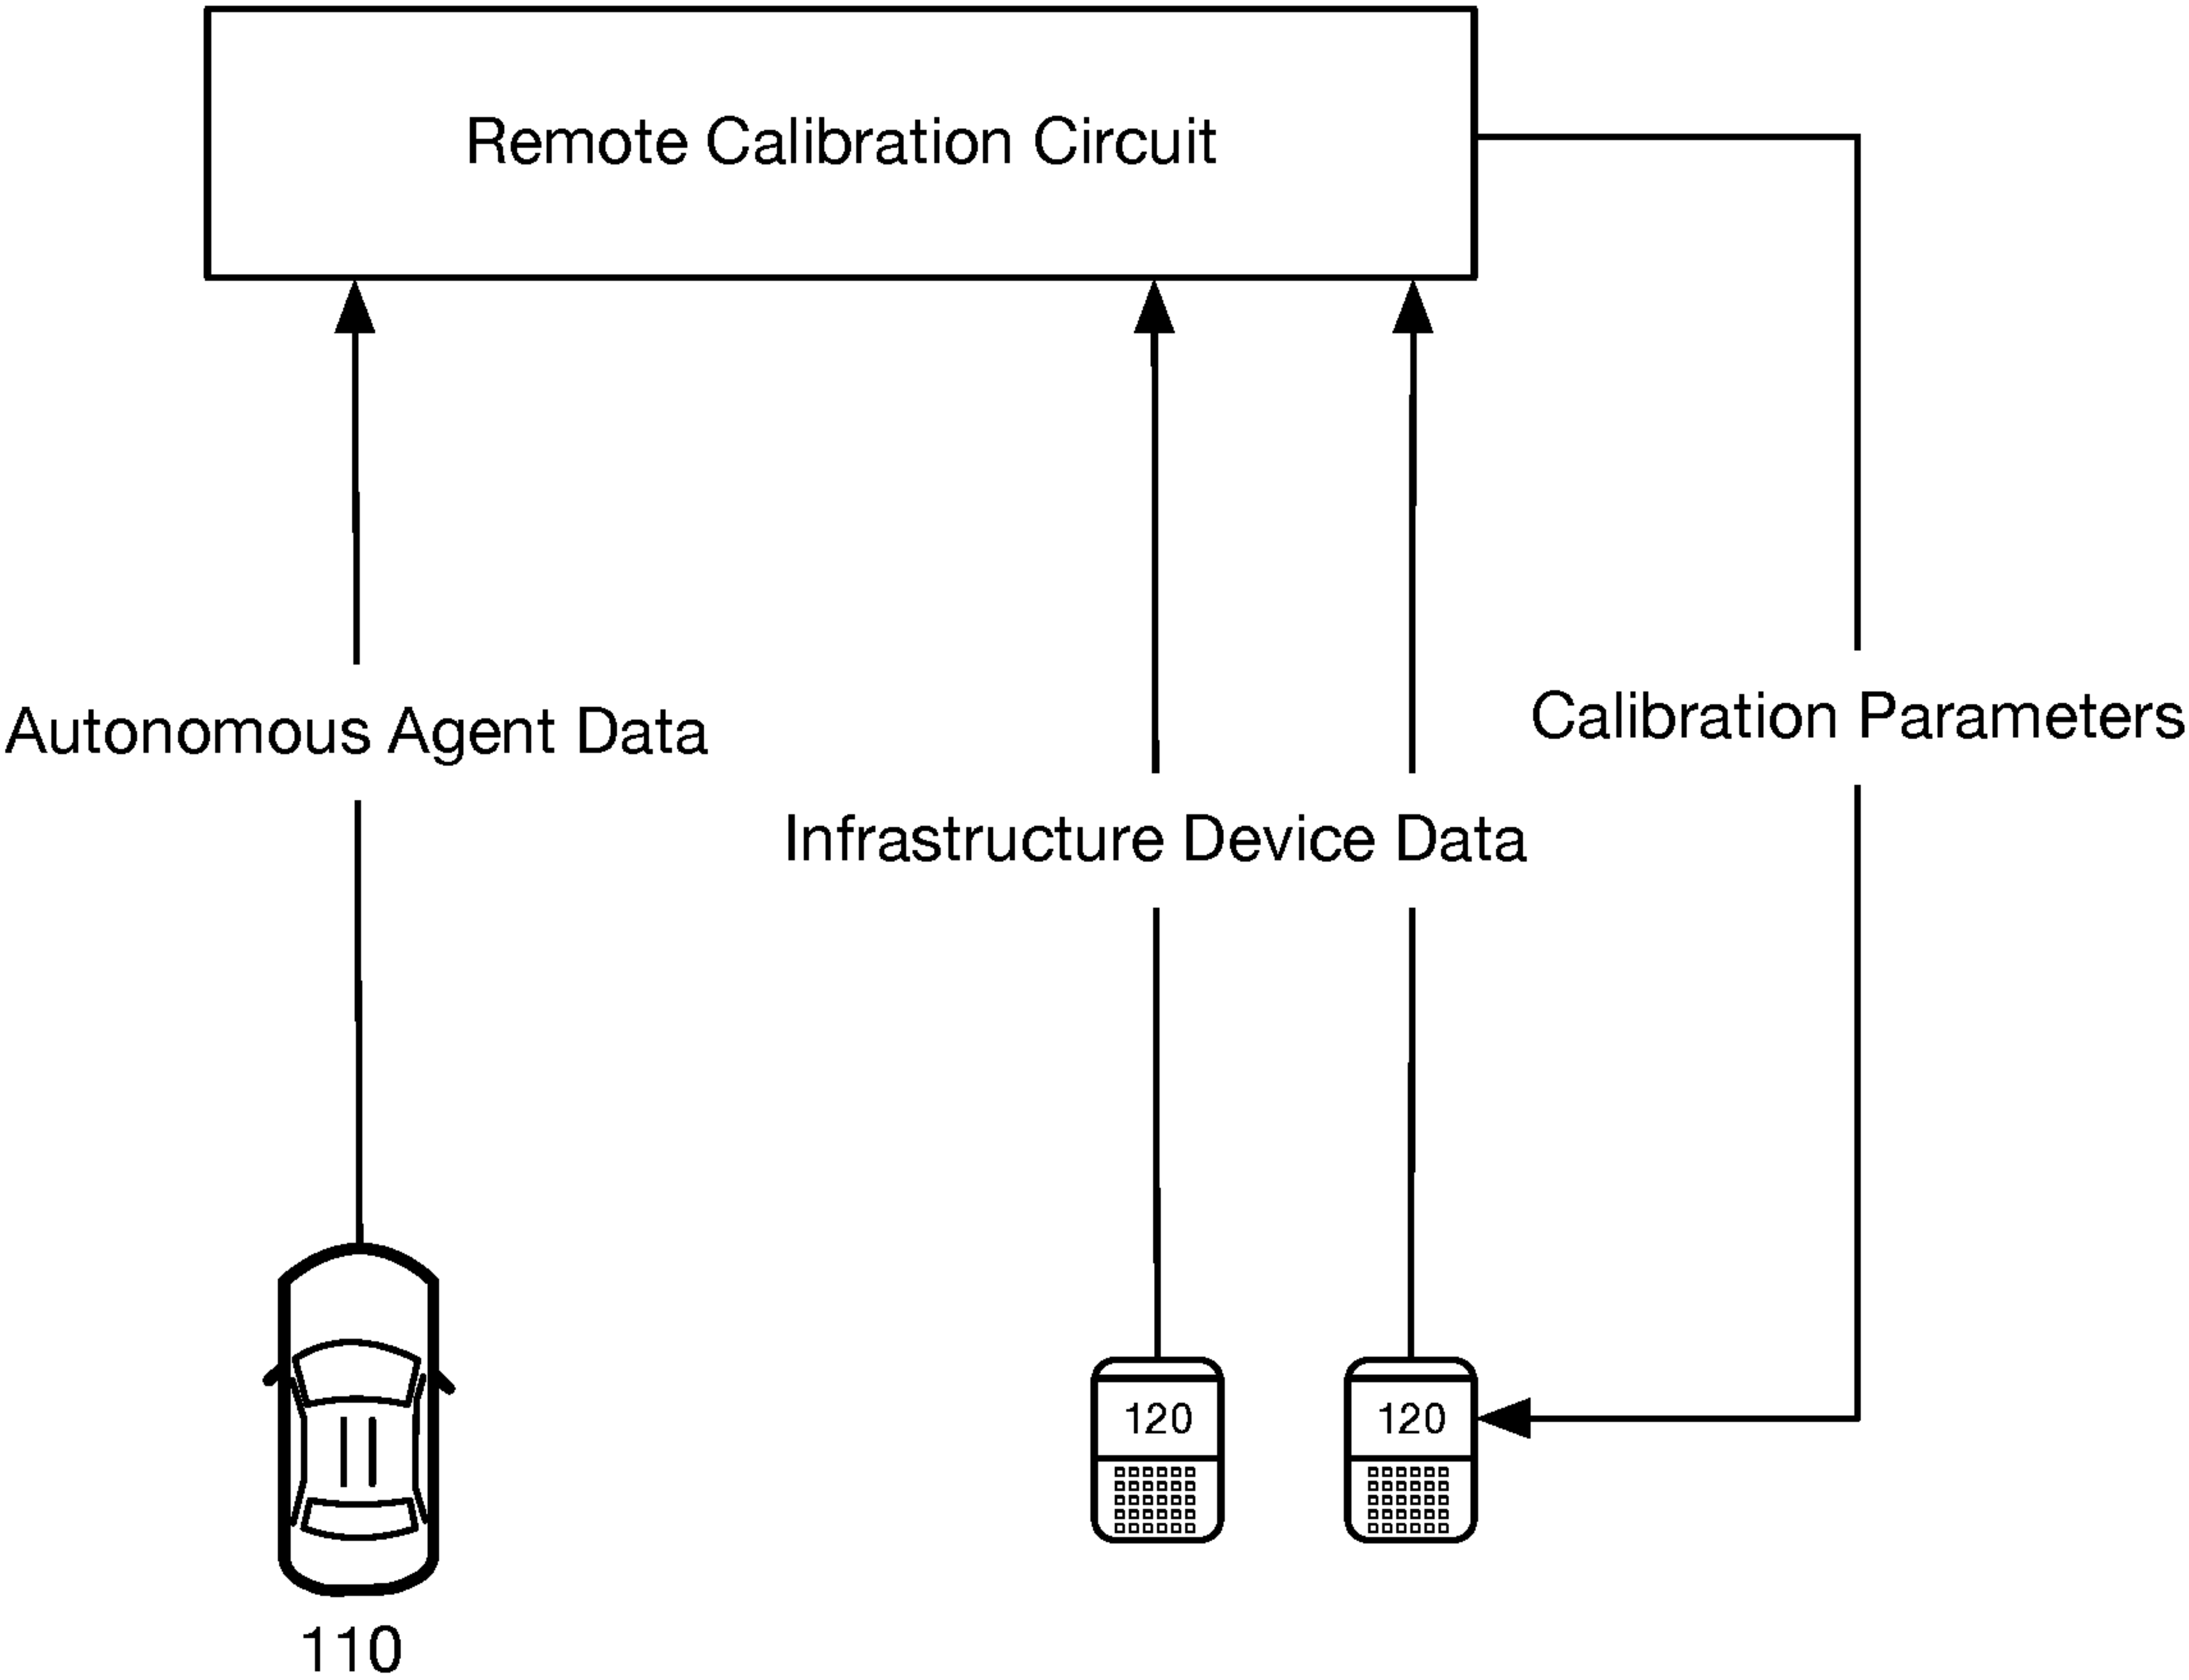 Remote Calibration Circuit
Autonomous Agent Data
Calibration Parameters
Infrastructure Device Data
120
120
110